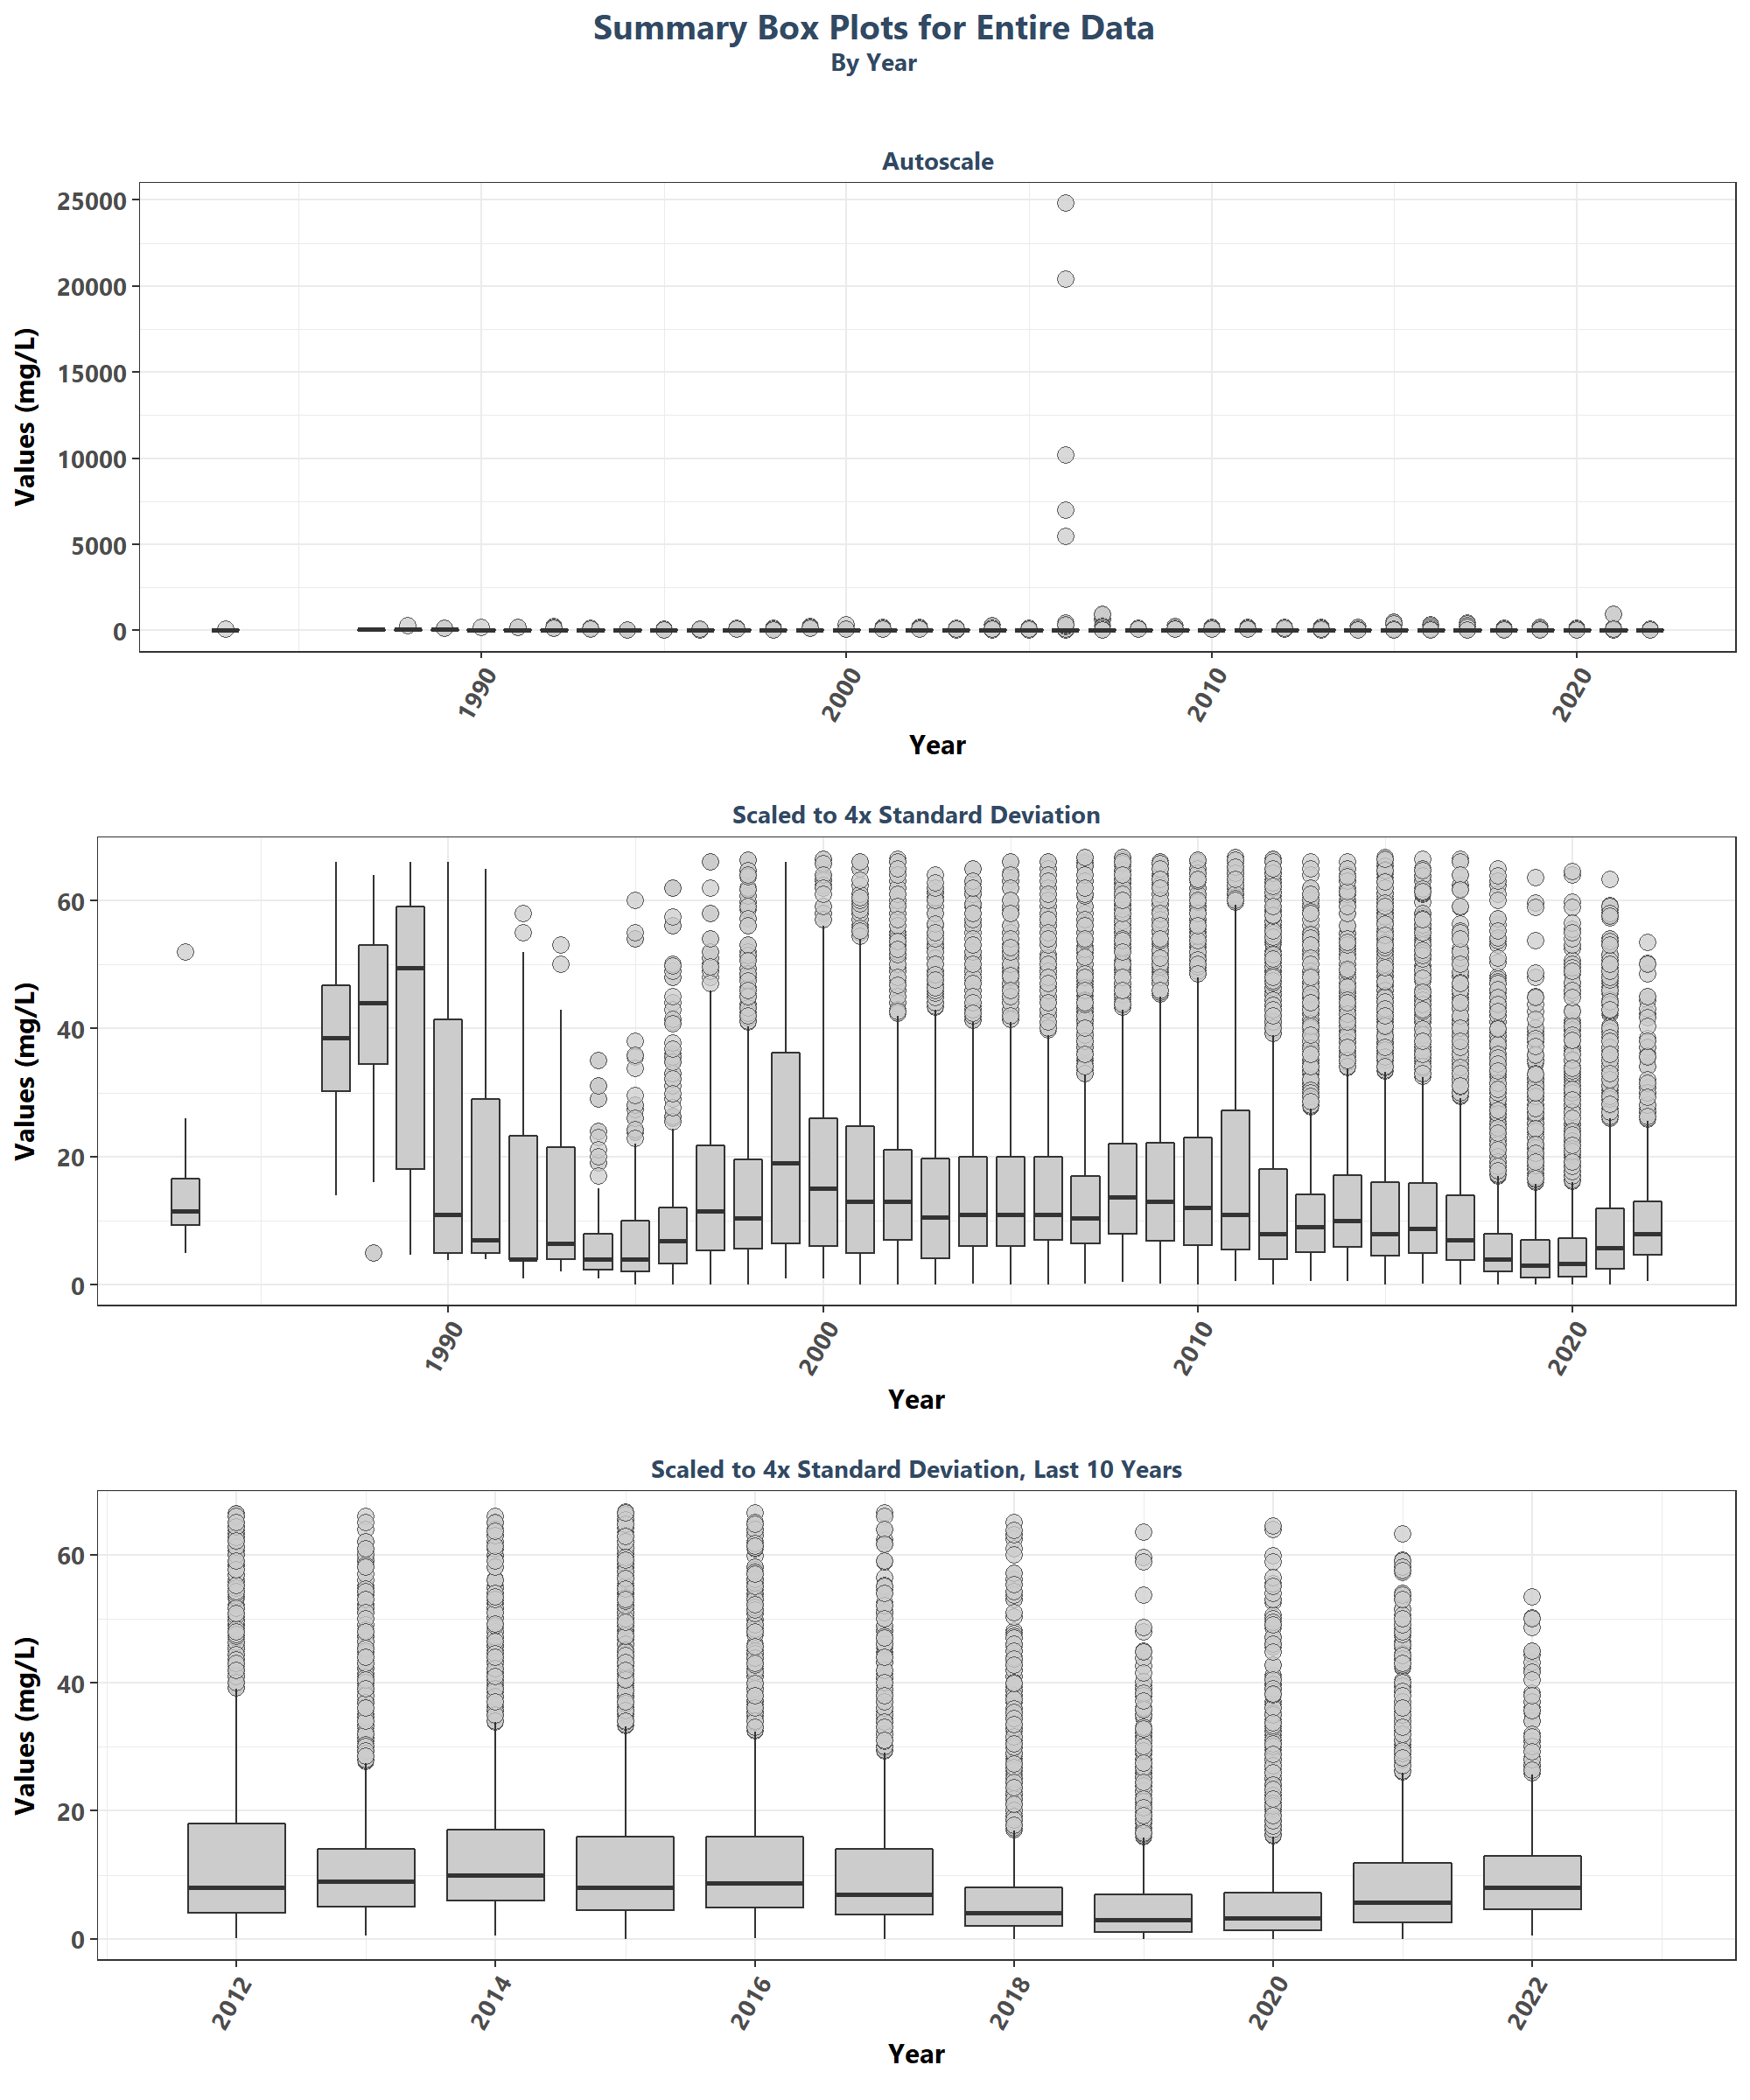 Summary Box Plots for Entire Data
By Year
Autoscale
25000
20000
15000
10000
5000
0
Values (mg/L)
1990
2000
2010
2020
Year
Scaled to 4x Standard Deviation
60
40
20
0
Values (mg/L)
1990
2000
2010
2020
Year
Scaled to 4x Standard Deviation, Last 10 Years
60
40
20
0
Values (mg/L)
2012
2014
2016
2018
2020
2022
Year